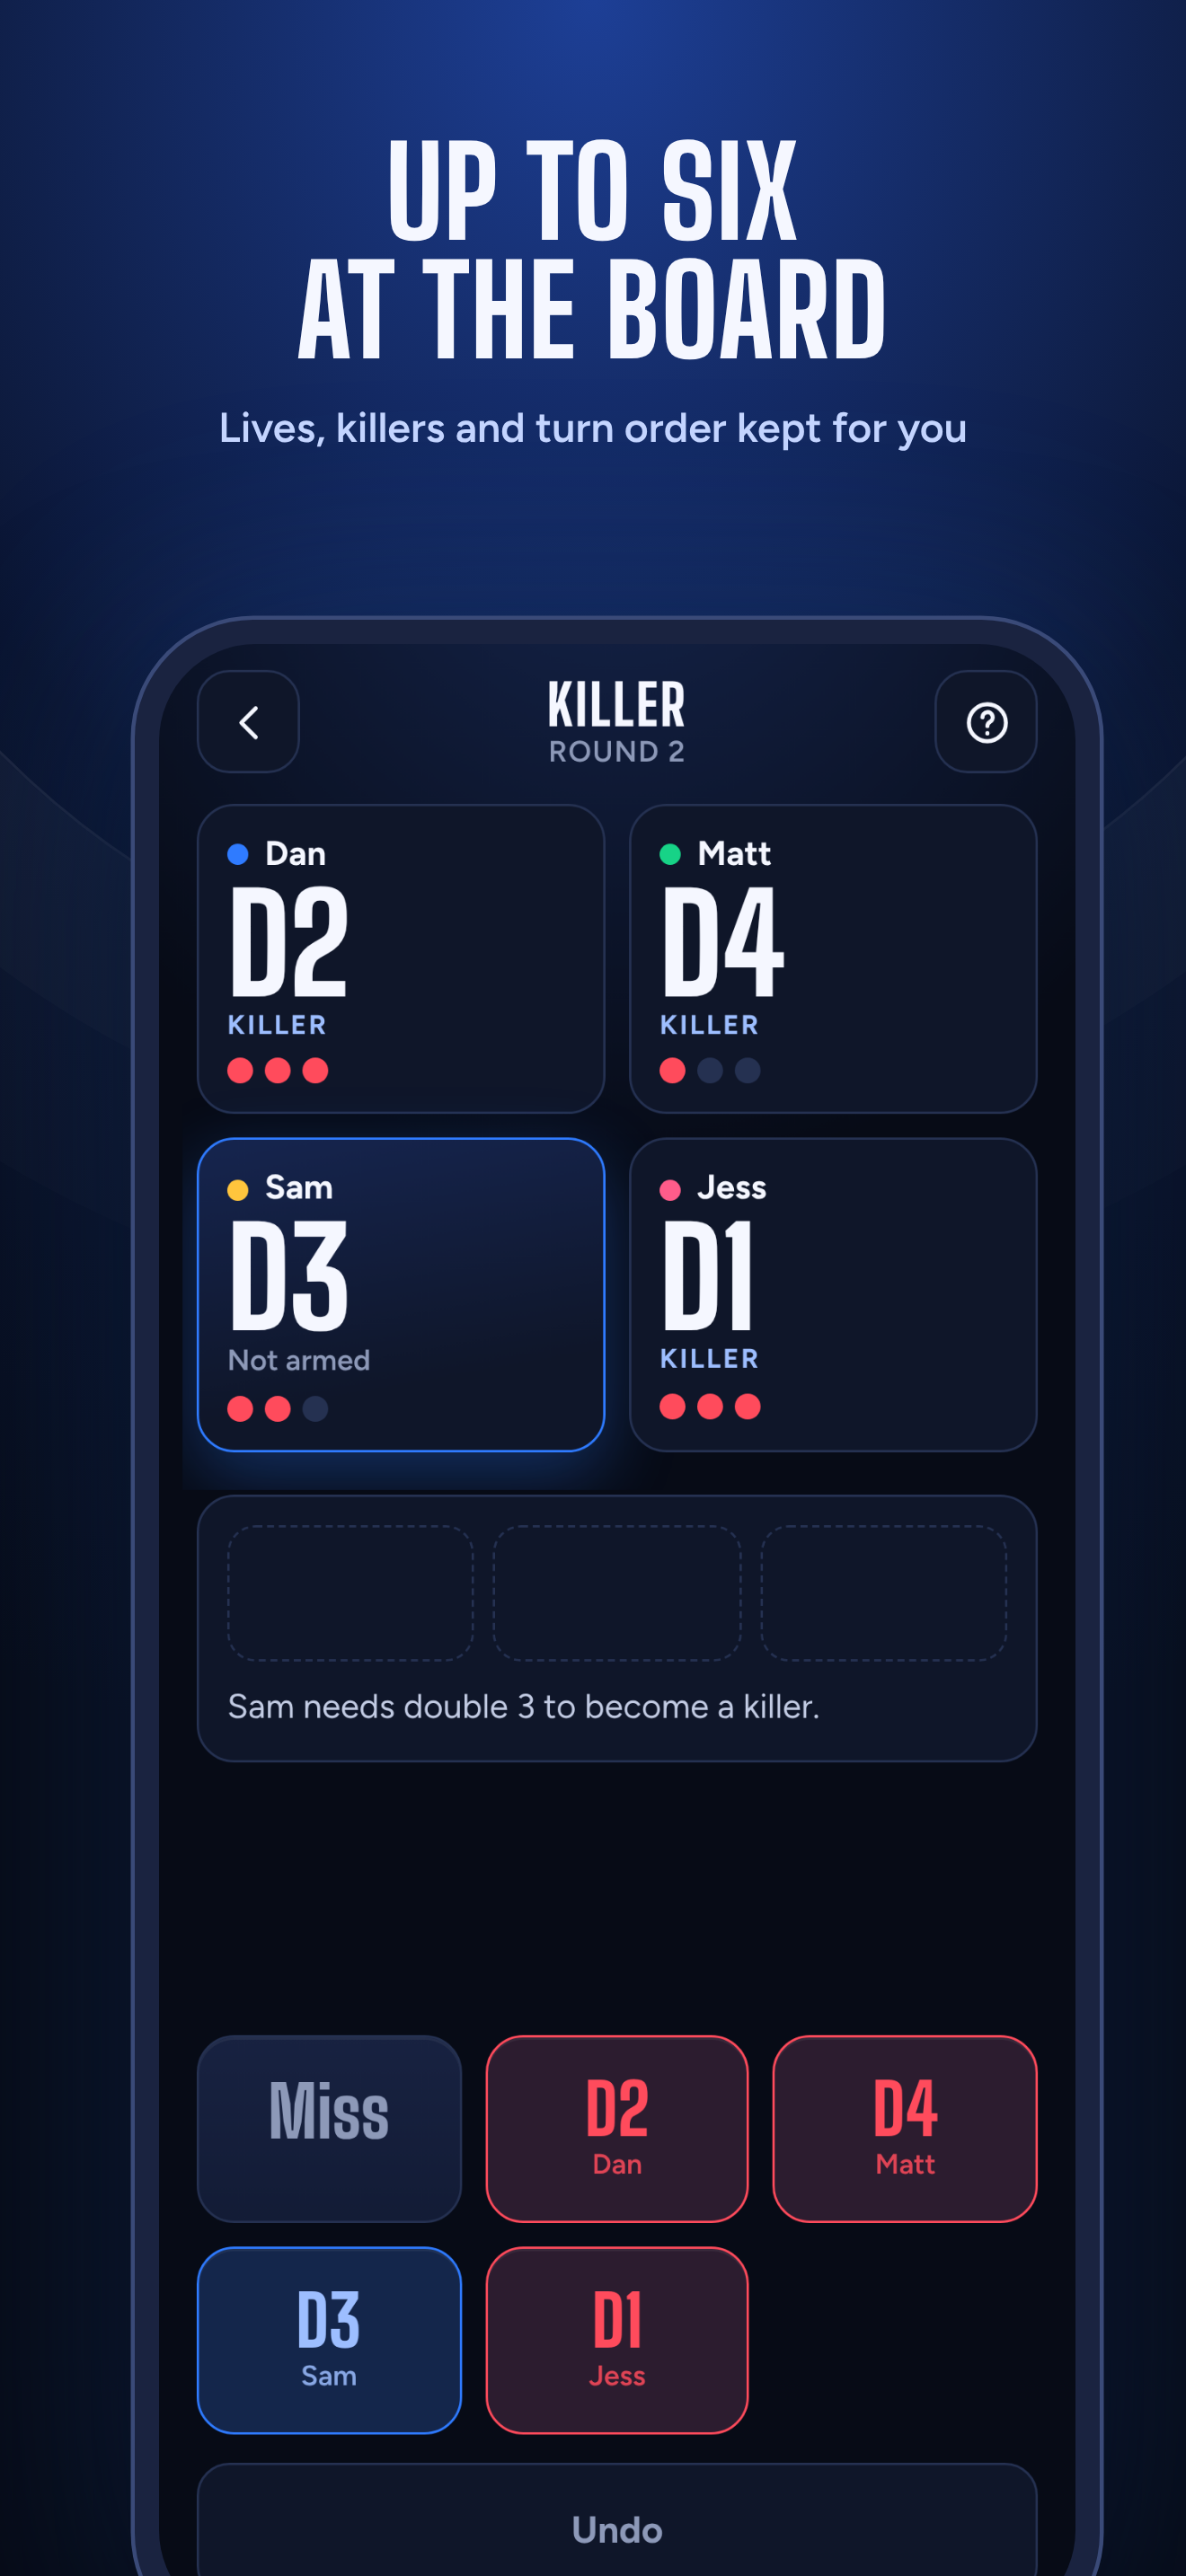 UP TO SIX
AT THE BOARD
Lives, killers and turn order kept for you
KILLER
ROUND 2
Dan
D2
KILLER
Matt
D4
KILLER
Sam
D3
Not armed
Jess
D1
KILLER
Sam needs double 3 to become a killer.
Miss
D2
Dan
D4
Matt
D3
Sam
D1
Jess
Undo